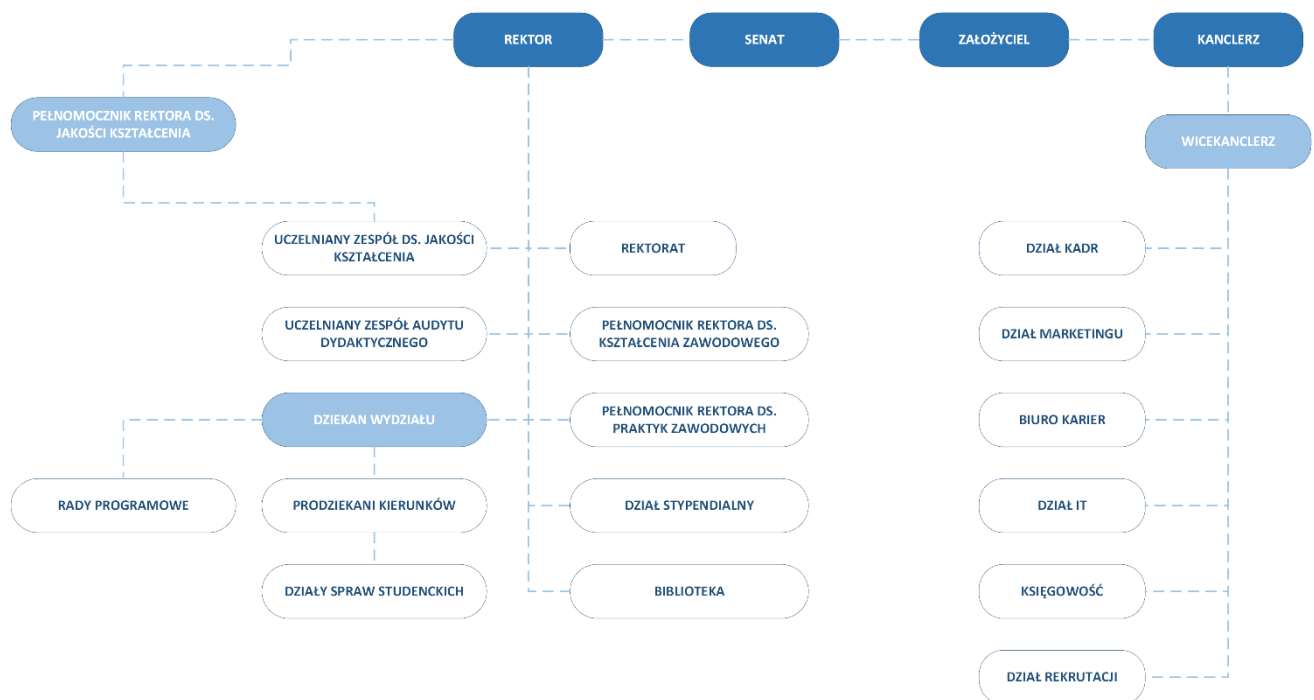 REKTOR
SENAT
ZAŁOŻYCIEL
KANCLERZ
PEŁNOMOCNIK REKTORA DS.
JAKOŚCI KSZTAŁCENIA
WICEKANCLERZ
UCZELNIANY ZESPÓŁ DS. JAKOŚCI
KSZTAŁCENIA
REKTORAT
DZIAŁ KADR
UCZELNIANY ZESPÓŁ AUDYTU
DYDAKTYCZNEGO
PEŁNOMOCNIK REKTORA DS.
KSZTAŁCENIA ZAWODOWEGO
DZIAŁ MARKETINGU
DZIEKAN WYDZIAŁU
PEŁNOMOCNIK REKTORA DS.
PRAKTYK ZAWODOWYCH
BIURO KARIER
RADY PROGRAMOWE
PRODZIEKANI KIERUNKÓW
DZIAŁ STYPENDIALNY
DZIAŁ IT
DZIAŁY SPRAW STUDENCKICH
BIBLIOTEKA
KSIĘGOWOŚĆ
DZIAŁ REKRUTACJI